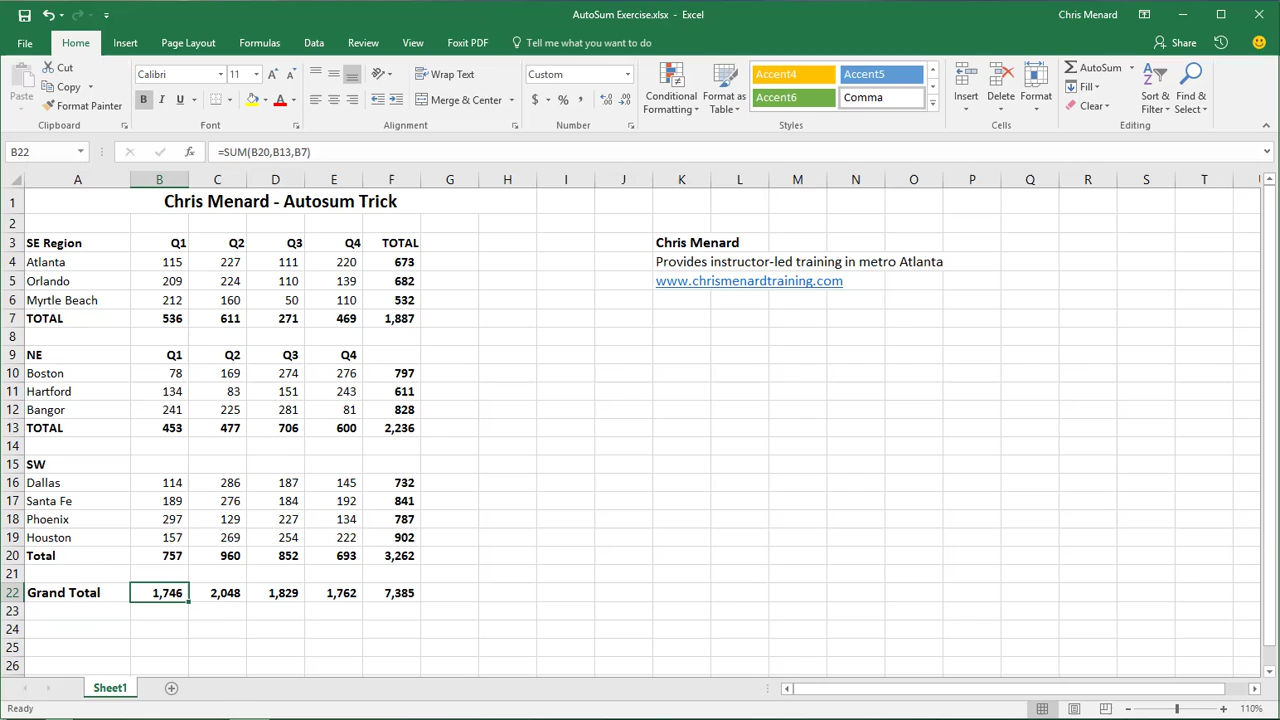 AutoSum Exercise.xlsx - Excel
Chris Menard
File Home Insert Page Layout Formulas Data Review View Foxit PDF Tell me what you want to do Share
Paste
Cut
Copy
Format Painter
Clipboard
Calibri 11
B I U A
Font
Wrap Text
Merge & Center
Alignment
Custom
$ % ,
Number
Conditional Formatting
Format as Table
Accent4 Accent5
Accent6 Comma
Styles
Insert Delete Format
Cells
AutoSum
Fill
Clear
Sort & Filter
Find & Select
Editing
B22 fx =SUM(B20,B13,B7)
A B C D E F G H I J K L M N O P Q R S T
1 Chris Menard - Autosum Trick
2
3 SE Region Q1 Q2 Q3 Q4 TOTAL Chris Menard
4 Atlanta 115 227 111 220 673 Provides instructor-led training in metro Atlanta
5 Orlando 209 224 110 139 682 www.chrismenardtraining.com
6 Myrtle Beach 212 160 50 110 532
7 TOTAL 536 611 271 469 1,887
8
9 NE Q1 Q2 Q3 Q4
10 Boston 78 169 274 276 797
11 Hartford 134 83 151 243 611
12 Bangor 241 225 281 81 828
13 TOTAL 453 477 706 600 2,236
14
15 SW
16 Dallas 114 286 187 145 732
17 Santa Fe 189 276 184 192 841
18 Phoenix 297 129 227 134 787
19 Houston 157 269 254 222 902
20 Total 757 960 852 693 3,262
21
22 Grand Total 1,746 2,048 1,829 1,762 7,385
23
24
25
26
Sheet1
Ready
110%